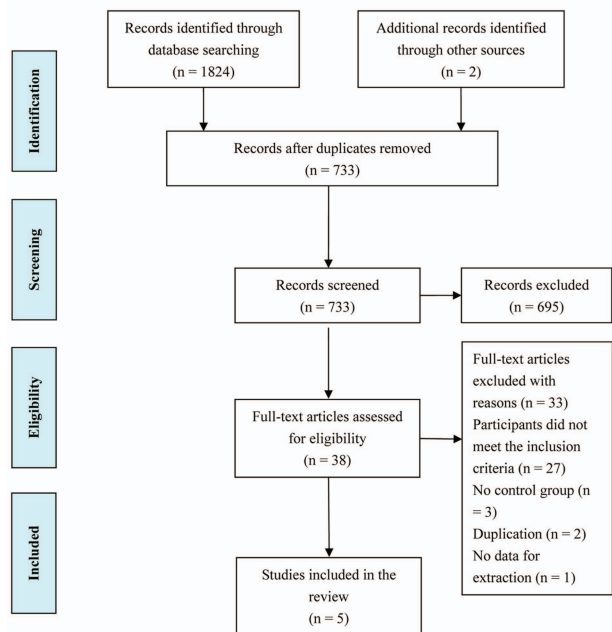 Records identified through
database searching
(n = 1824)
Additional records identified
through other sources
(n = 2)
Identification
Records after duplicates removed
(n = 733)
Screening
Records screened
(n = 733)
Records excluded
(n = 695)
Eligibility
Full-text articles assessed
for eligibility
(n = 38)
Full-text articles
excluded with
reasons (n = 33)
Participants did not
meet the inclusion
criteria (n = 27)
No control group (n
= 3)
Duplication (n = 2)
No data for
extraction (n = 1)
Included
Studies included in the
review
(n = 5)